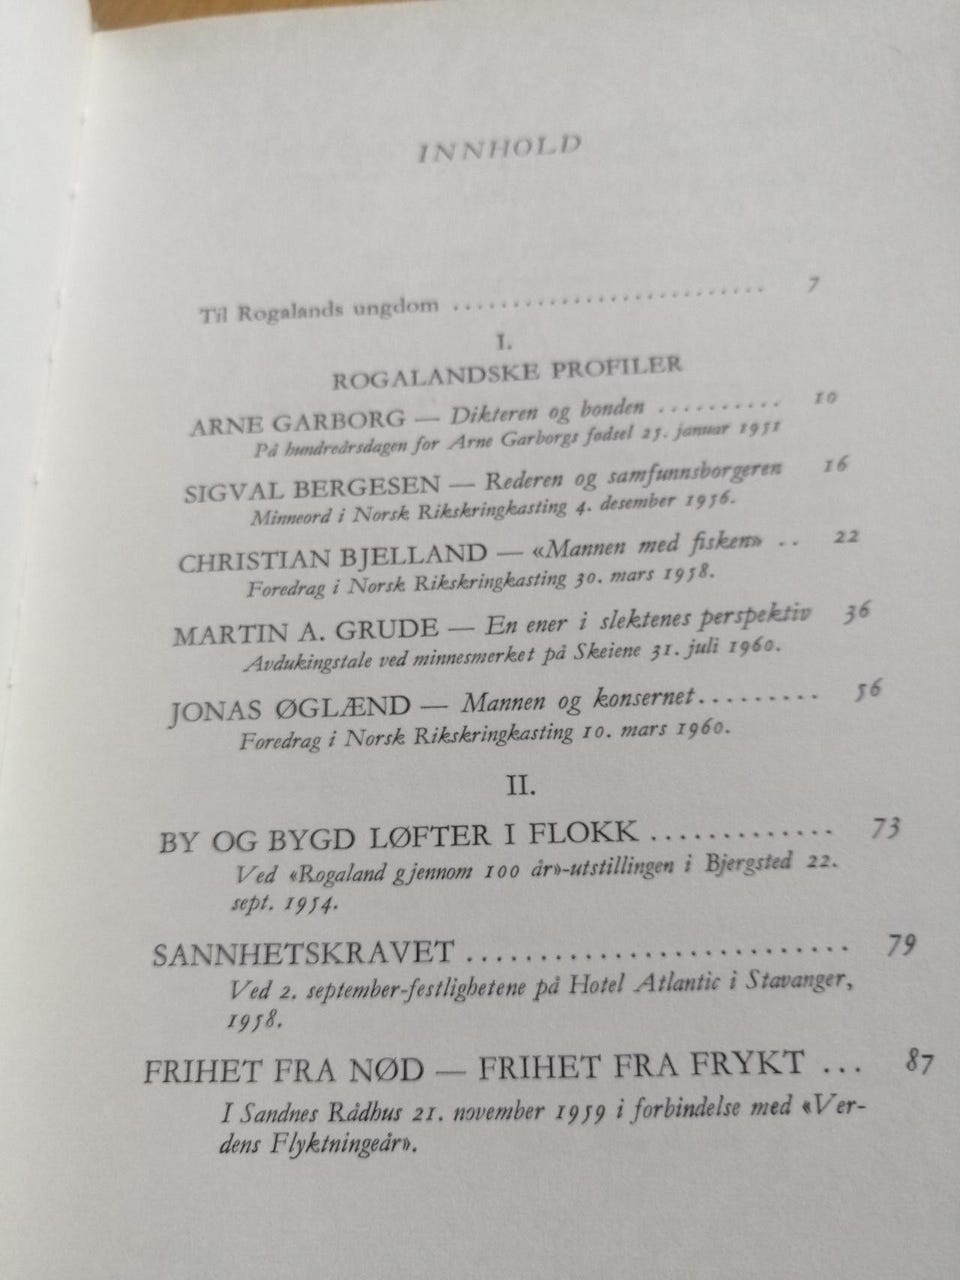 INNHOLD
Til Rogalands ungdom .......................... 7
I.
ROGALANDSKE PROFILER
ARNE GARBORG — Dikteren og bonden .......... 10
På hundreårsdagen for Arne Garborgs fødsel 25. januar 1951
SIGVAL BERGESEN — Rederen og samfunnsborgeren 16
Minneord i Norsk Rikskringkasting 4. desember 1956.
CHRISTIAN BJELLAND — «Mannen med fisken» .. 22
Foredrag i Norsk Rikskringkasting 30. mars 1958.
MARTIN A. GRUDE — En ener i slektenes perspektiv 36
Avdukingstale ved minnesmerket på Skeiene 31. juli 1960.
JONAS ØGLÆND — Mannen og konsernet.......... 56
Foredrag i Norsk Rikskringkasting 10. mars 1960.
II.
BY OG BYGD LØFTER I FLOKK ............. 73
Ved «Rogaland gjennom 100 år»-utstillingen i Bjergsted 22.
sept. 1954.
SANNHETSKRAVET .......................... 79
Ved 2. september-festlighetene på Hotel Atlantic i Stavanger,
1958.
FRIHET FRA NØD — FRIHET FRA FRYKT ... 87
I Sandnes Rådhus 21. november 1959 i forbindelse med «Ver-
dens Flyktningeår».